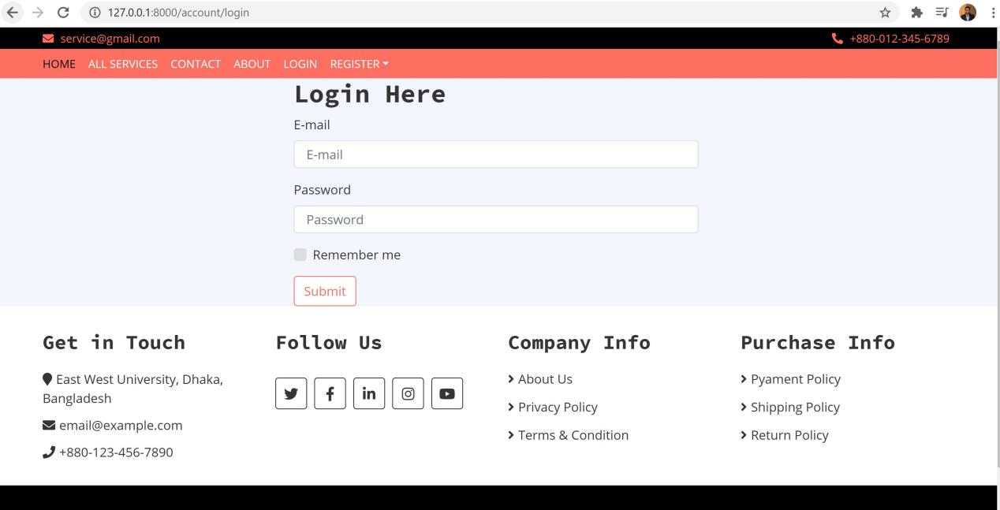 127.0.0.1:8000/account/login
service@gmail.com +880-012-345-6789
HOME ALL SERVICES CONTACT ABOUT LOGIN REGISTER
Login Here
E-mail
E-mail
Password
Password
Remember me
Submit
Get in Touch
East West University, Dhaka,
Bangladesh
email@example.com
+880-123-456-7890
Follow Us
Company Info
About Us
Privacy Policy
Terms & Condition
Purchase Info
Pyament Policy
Shipping Policy
Return Policy